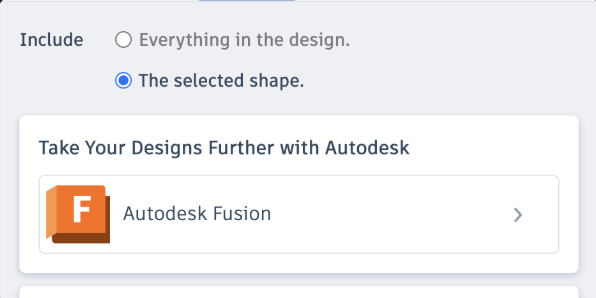 Include
Everything in the design.
The selected shape.
Take Your Designs Further with Autodesk
F
Autodesk Fusion